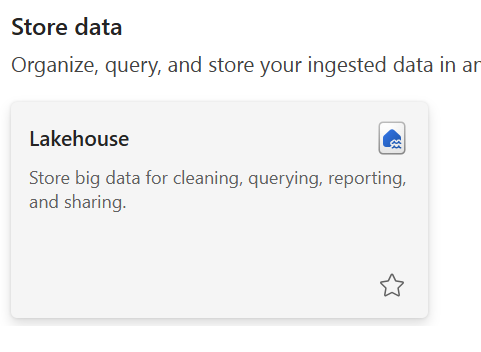 Store data
Organize, query, and store your ingested data in
Lakehouse
Store big data for cleaning, querying, reporting,
and sharing.